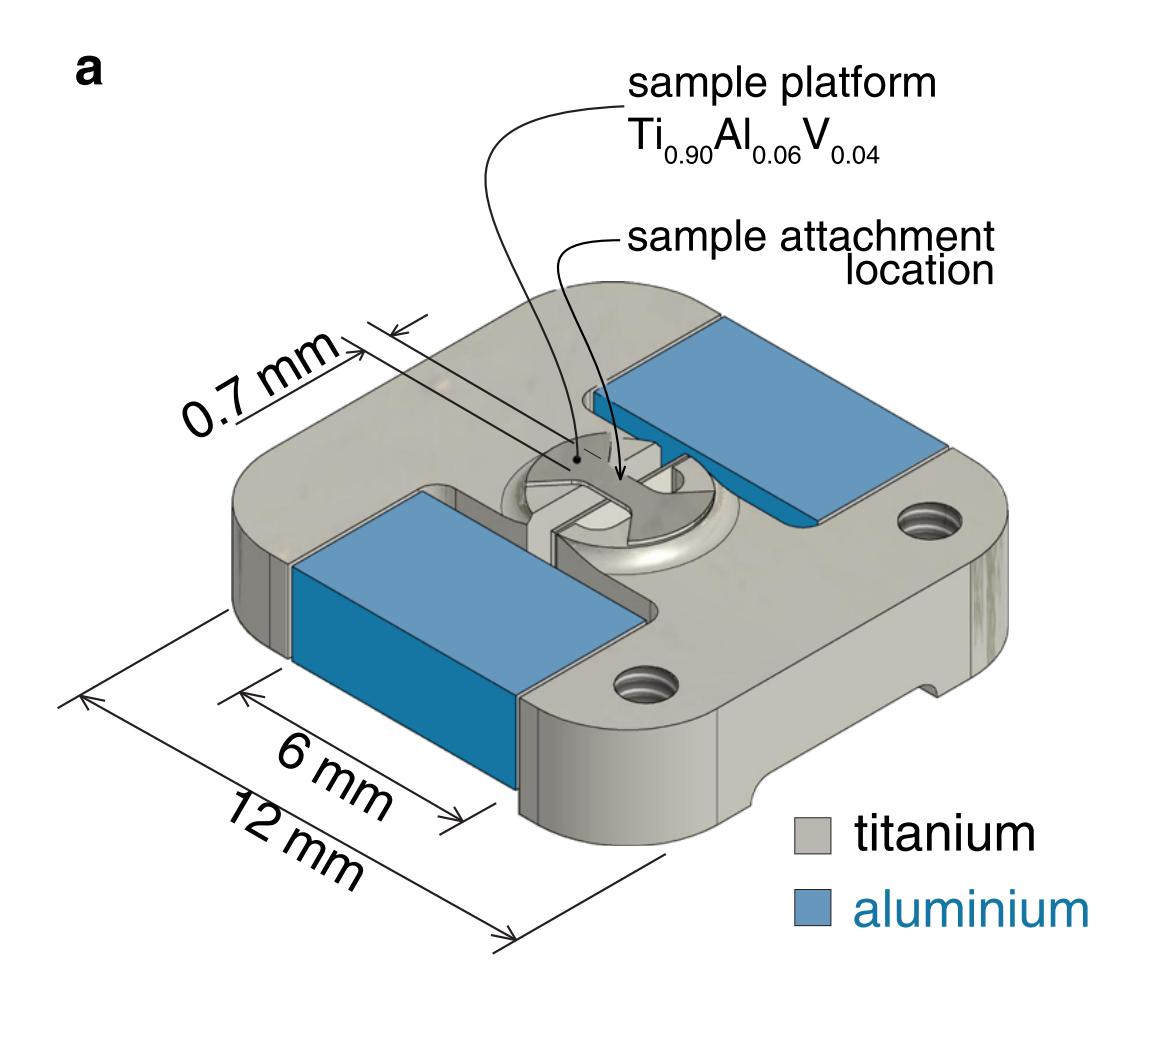 a
sample platform
Ti0.90Al0.06V0.04
sample attachment
location
0.7 mm
6 mm
12 mm
titanium
aluminium